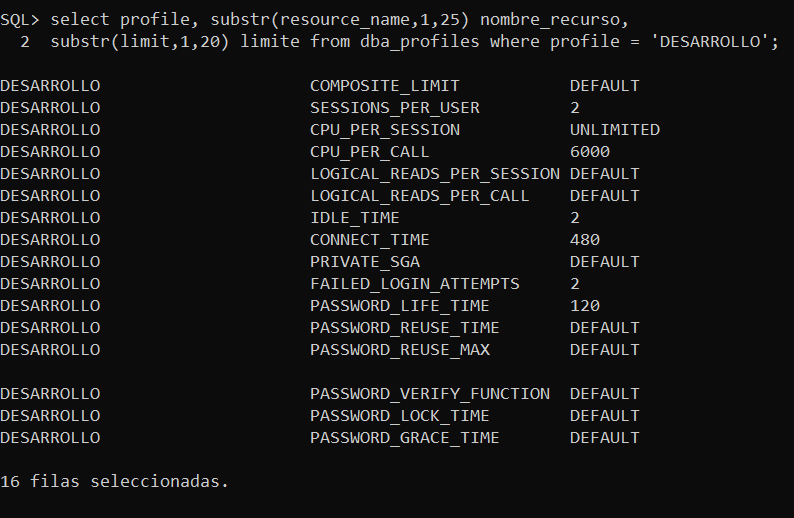 SQL> select profile, substr(resource_name,1,25) nombre_recurso,
  2  substr(limit,1,20) limite from dba_profiles where profile = 'DESARROLLO';
DESARROLLO                     COMPOSITE_LIMIT           DEFAULT
DESARROLLO                     SESSIONS_PER_USER         2
DESARROLLO                     CPU_PER_SESSION           UNLIMITED
DESARROLLO                     CPU_PER_CALL              6000
DESARROLLO                     LOGICAL_READS_PER_SESSION DEFAULT
DESARROLLO                     LOGICAL_READS_PER_CALL    DEFAULT
DESARROLLO                     IDLE_TIME                 2
DESARROLLO                     CONNECT_TIME              480
DESARROLLO                     PRIVATE_SGA               DEFAULT
DESARROLLO                     FAILED_LOGIN_ATTEMPTS     2
DESARROLLO                     PASSWORD_LIFE_TIME        120
DESARROLLO                     PASSWORD_REUSE_TIME       DEFAULT
DESARROLLO                     PASSWORD_REUSE_MAX        DEFAULT
DESARROLLO                     PASSWORD_VERIFY_FUNCTION  DEFAULT
DESARROLLO                     PASSWORD_LOCK_TIME        DEFAULT
DESARROLLO                     PASSWORD_GRACE_TIME       DEFAULT
16 filas seleccionadas.